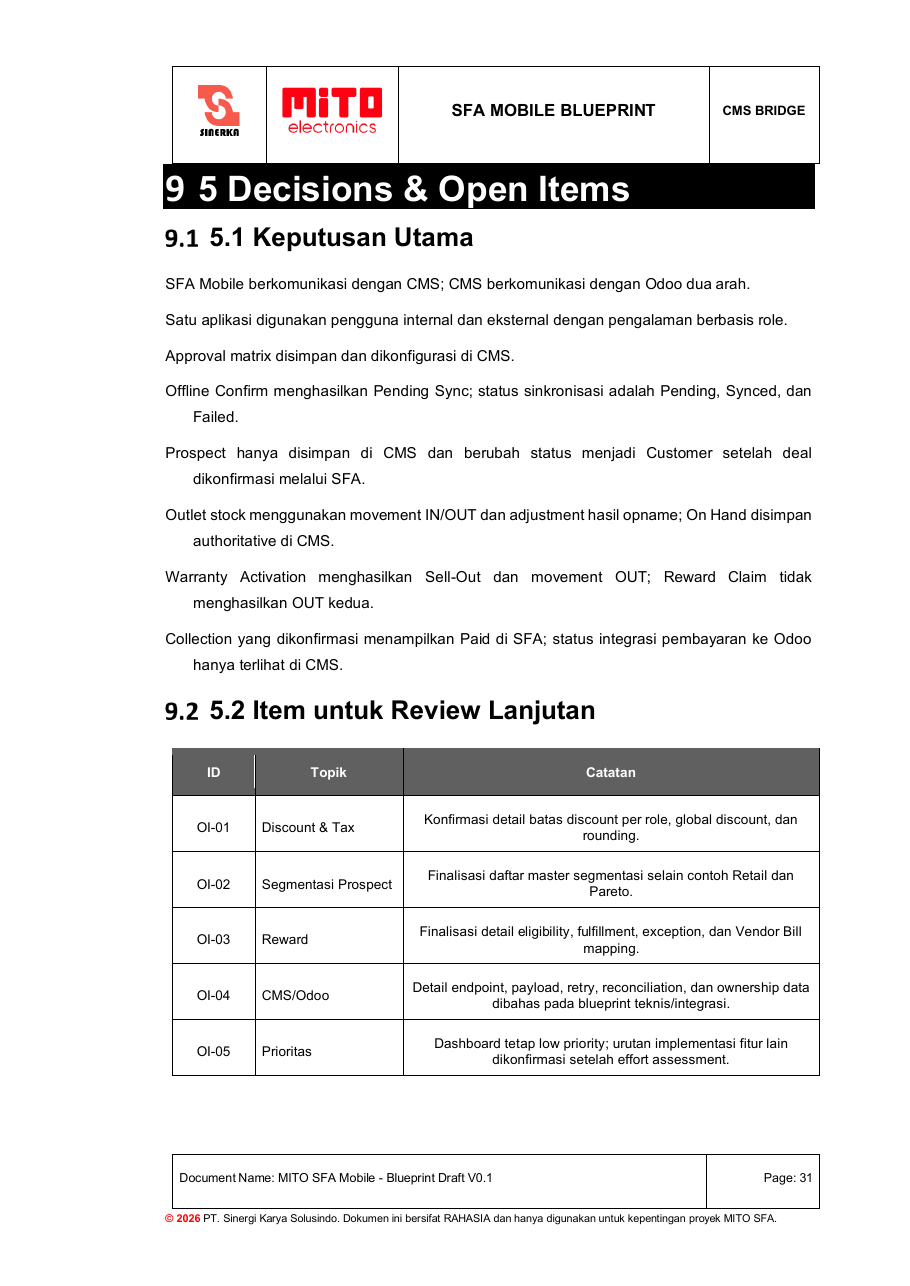 SINERKA
MiTO
electronics
SFA MOBILE BLUEPRINT
CMS BRIDGE
9 5 Decisions & Open Items
9.1 5.1 Keputusan Utama
SFA Mobile berkomunikasi dengan CMS; CMS berkomunikasi dengan Odoo dua arah.
Satu aplikasi digunakan pengguna internal dan eksternal dengan pengalaman berbasis role.
Approval matrix disimpan dan dikonfigurasi di CMS.
Offline Confirm menghasilkan Pending Sync; status sinkronisasi adalah Pending, Synced, dan
Failed.
Prospect hanya disimpan di CMS dan berubah status menjadi Customer setelah deal
dikonfirmasi melalui SFA.
Outlet stock menggunakan movement IN/OUT dan adjustment hasil opname; On Hand disimpan
authoritative di CMS.
Warranty Activation menghasilkan Sell-Out dan movement OUT; Reward Claim tidak
menghasilkan OUT kedua.
Collection yang dikonfirmasi menampilkan Paid di SFA; status integrasi pembayaran ke Odoo
hanya terlihat di CMS.
9.2 5.2 Item untuk Review Lanjutan
ID Topik Catatan
OI-01 Discount & Tax Konfirmasi detail batas discount per role, global discount, dan
rounding.
OI-02 Segmentasi Prospect Finalisasi daftar master segmentasi selain contoh Retail dan
Pareto.
OI-03 Reward Finalisasi detail eligibility, fulfillment, exception, dan Vendor Bill
mapping.
OI-04 CMS/Odoo Detail endpoint, payload, retry, reconciliation, dan ownership data
dibahas pada blueprint teknis/integrasi.
OI-05 Prioritas Dashboard tetap low priority; urutan implementasi fitur lain
dikonfirmasi setelah effort assessment.
Document Name: MITO SFA Mobile - Blueprint Draft V0.1 Page: 31
© 2026 PT. Sinergi Karya Solusindo. Dokumen ini bersifat RAHASIA dan hanya digunakan untuk kepentingan proyek MITO SFA.